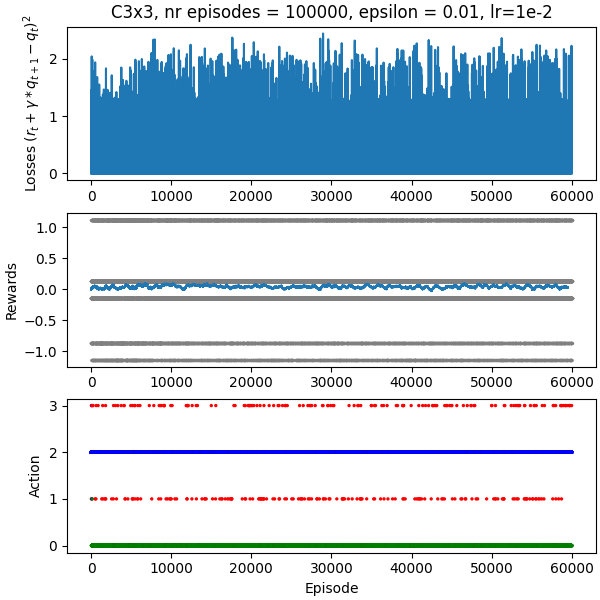 C3x3, nr episodes = 100000, epsilon = 0.01, lr=1e-2
Losses (r_t + γ * q_{t+1} − q_t)^2
2
1
0
0 10000 20000 30000 40000 50000 60000
Rewards
1.0
0.5
0.0
−0.5
−1.0
0 10000 20000 30000 40000 50000 60000
Action
3
2
1
0
0 10000 20000 30000 40000 50000 60000
Episode